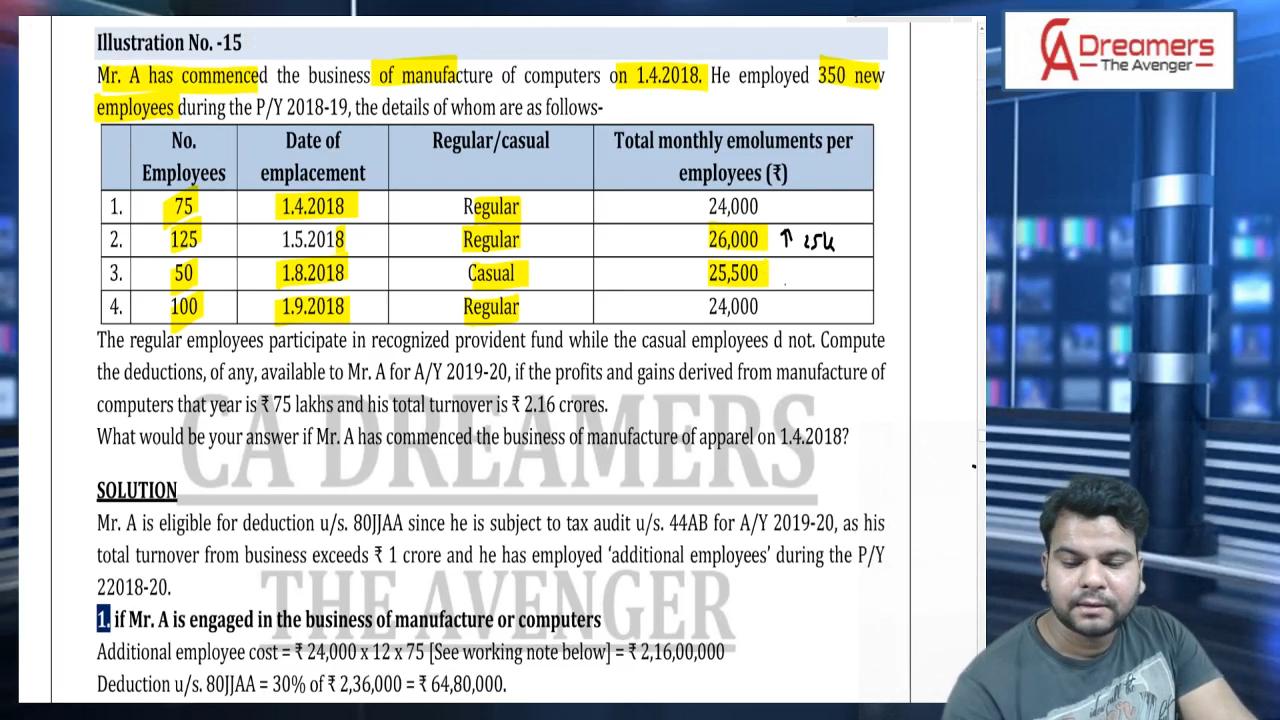 CA Dreamers
The Avenger
Illustration No. -15
Mr. A has commenced the business of manufacture of computers on 1.4.2018. He employed 350 new
employees during the P/Y 2018-19, the details of whom are as follows-
No. Employees Date of emplacement Regular/casual Total monthly emoluments per employees (₹)
1. 75 1.4.2018 Regular 24,000
2. 125 1.5.2018 Regular 26,000 ↑ 25k
3. 50 1.8.2018 Casual 25,500
4. 100 1.9.2018 Regular 24,000
The regular employees participate in recognized provident fund while the casual employees d not. Compute
the deductions, of any, available to Mr. A for A/Y 2019-20, if the profits and gains derived from manufacture of
computers that year is ₹ 75 lakhs and his total turnover is ₹ 2.16 crores.
What would be your answer if Mr. A has commenced the business of manufacture of apparel on 1.4.2018?
CA DREAMERS
SOLUTION
Mr. A is eligible for deduction u/s. 80JJAA since he is subject to tax audit u/s. 44AB for A/Y 2019-20, as his
total turnover from business exceeds ₹ 1 crore and he has employed 'additional employees' during the P/Y
22018-20.
THE AVENGER
1. if Mr. A is engaged in the business of manufacture or computers
Additional employee cost = ₹ 24,000 x 12 x 75 [See working note below] = ₹ 2,16,00,000
Deduction u/s. 80JJAA = 30% of ₹ 2,36,000 = ₹ 64,80,000.